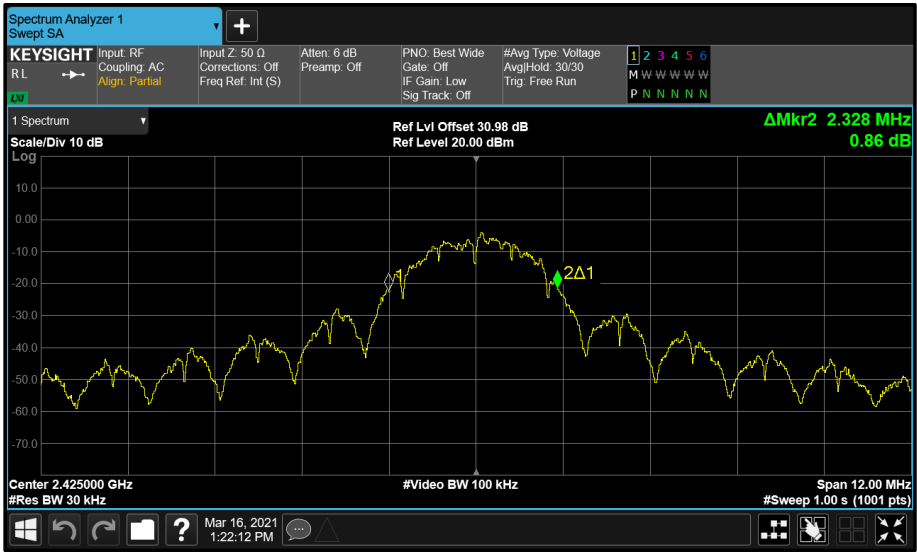 Spectrum Analyzer 1
Swept SA
+
KEYSIGHT
RL
LXI
Input: RF
Coupling: AC
Align: Partial
Input Z: 50 Ω
Corrections: Off
Freq Ref: Int (S)
Atten: 6 dB
Preamp: Off
PNO: Best Wide
Gate: Off
IF Gain: Low
Sig Track: Off
#Avg Type: Voltage
Avg|Hold: 30/30
Trig: Free Run
1 2 3 4 5 6
M W W W W W
P N N N N N
1 Spectrum
Scale/Div 10 dB
Log
Ref Lvl Offset 30.98 dB
Ref Level 20.00 dBm
ΔMkr2 2.328 MHz
0.86 dB
10.0
0.00
-10.0
-20.0
-30.0
-40.0
-50.0
-60.0
-70.0
1
2Δ1
Center 2.425000 GHz
#Res BW 30 kHz
#Video BW 100 kHz
Span 12.00 MHz
#Sweep 1.00 s (1001 pts)
?
Mar 16, 2021
1:22:12 PM